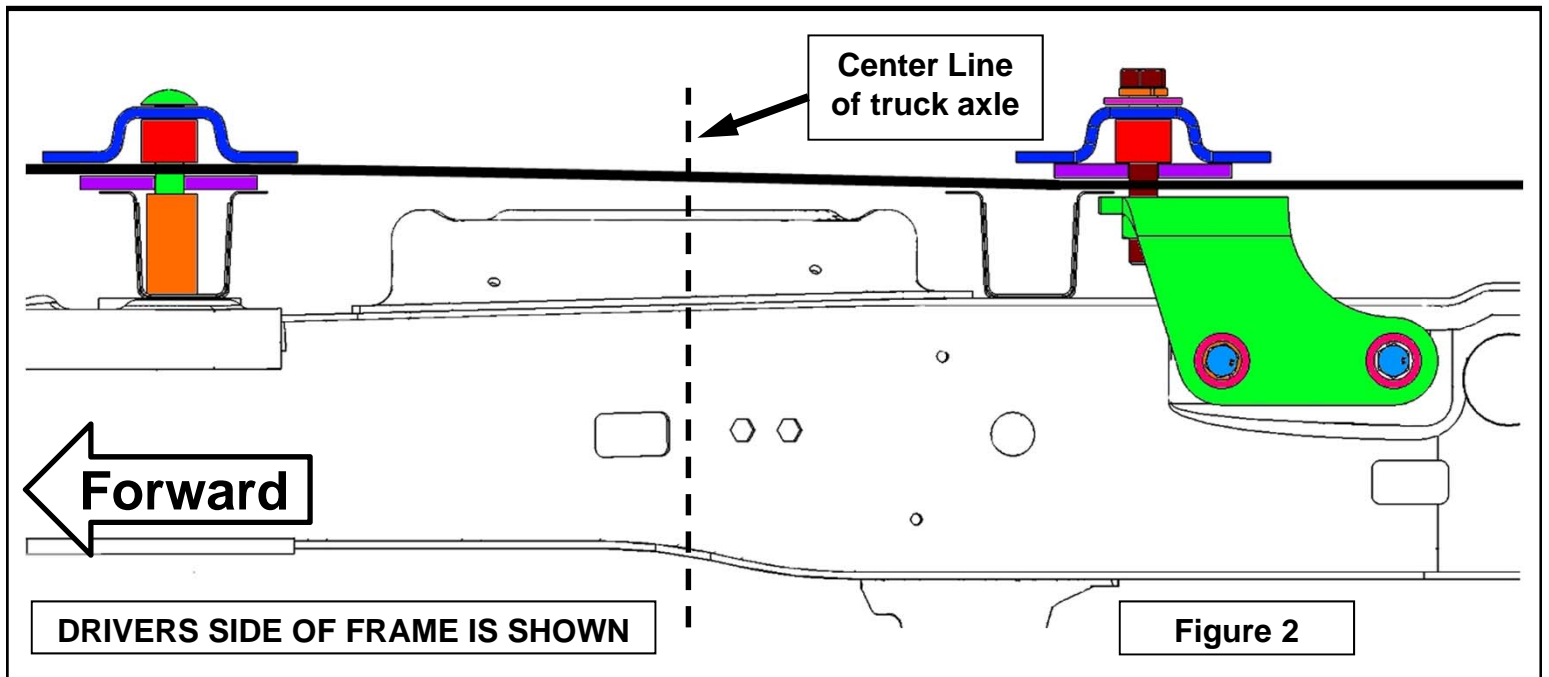 Center Line
of truck axle
Forward
DRIVERS SIDE OF FRAME IS SHOWN
Figure 2